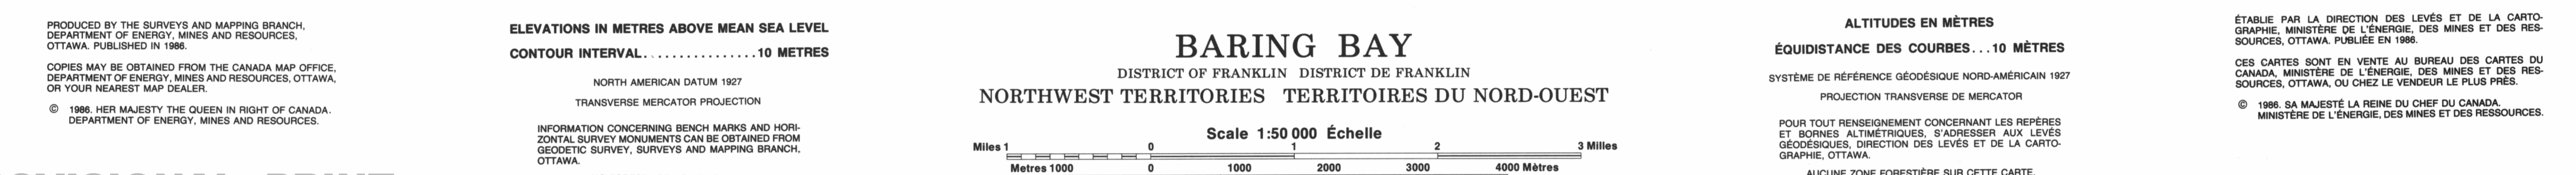 PRODUCED BY THE SURVEYS AND MAPPING BRANCH,
DEPARTMENT OF ENERGY, MINES AND RESOURCES,
OTTAWA. PUBLISHED IN 1986.
COPIES MAY BE OBTAINED FROM THE CANADA MAP OFFICE,
DEPARTMENT OF ENERGY, MINES AND RESOURCES, OTTAWA,
OR YOUR NEAREST MAP DEALER.
© 1986. HER MAJESTY THE QUEEN IN RIGHT OF CANADA.
DEPARTMENT OF ENERGY, MINES AND RESOURCES.
ELEVATIONS IN METRES ABOVE MEAN SEA LEVEL
CONTOUR INTERVAL...............10 METRES
NORTH AMERICAN DATUM 1927
TRANSVERSE MERCATOR PROJECTION
INFORMATION CONCERNING BENCH MARKS AND HORI-
ZONTAL SURVEY MONUMENTS CAN BE OBTAINED FROM
GEODETIC SURVEY, SURVEYS AND MAPPING BRANCH,
OTTAWA.
BARING BAY
DISTRICT OF FRANKLIN DISTRICT DE FRANKLIN
NORTHWEST TERRITORIES TERRITOIRES DU NORD-OUEST
Scale 1:50 000 Échelle
Miles 1 0 1 2 3 Milles
Metres 1000 0 1000 2000 3000 4000 Mètres
ALTITUDES EN MÈTRES
ÉQUIDISTANCE DES COURBES...10 MÈTRES
SYSTÈME DE RÉFÉRENCE GÉODÉSIQUE NORD-AMÉRICAIN 1927
PROJECTION TRANSVERSE DE MERCATOR
POUR TOUT RENSEIGNEMENT CONCERNANT LES REPÈRES
ET BORNES ALTIMÉTRIQUES, S'ADRESSER AUX LEVÉS
GÉODÉSIQUES, DIRECTION DES LEVÉS ET DE LA CARTO-
GRAPHIE, OTTAWA.
AUCUNE ZONE FORESTIÈRE SUR CETTE CARTE.
ÉTABLIE PAR LA DIRECTION DES LEVÉS ET DE LA CARTO-
GRAPHIE, MINISTÈRE DE L'ÉNERGIE, DES MINES ET DES RES-
SOURCES, OTTAWA. PUBLIÉE EN 1986.
CES CARTES SONT EN VENTE AU BUREAU DES CARTES DU
CANADA, MINISTÈRE DE L'ÉNERGIE, DES MINES ET DES RES-
SOURCES, OTTAWA, OU CHEZ LE VENDEUR LE PLUS PRÈS.
© 1986. SA MAJESTÉ LA REINE DU CHEF DU CANADA.
MINISTÈRE DE L'ÉNERGIE, DES MINES ET DES RESSOURCES.